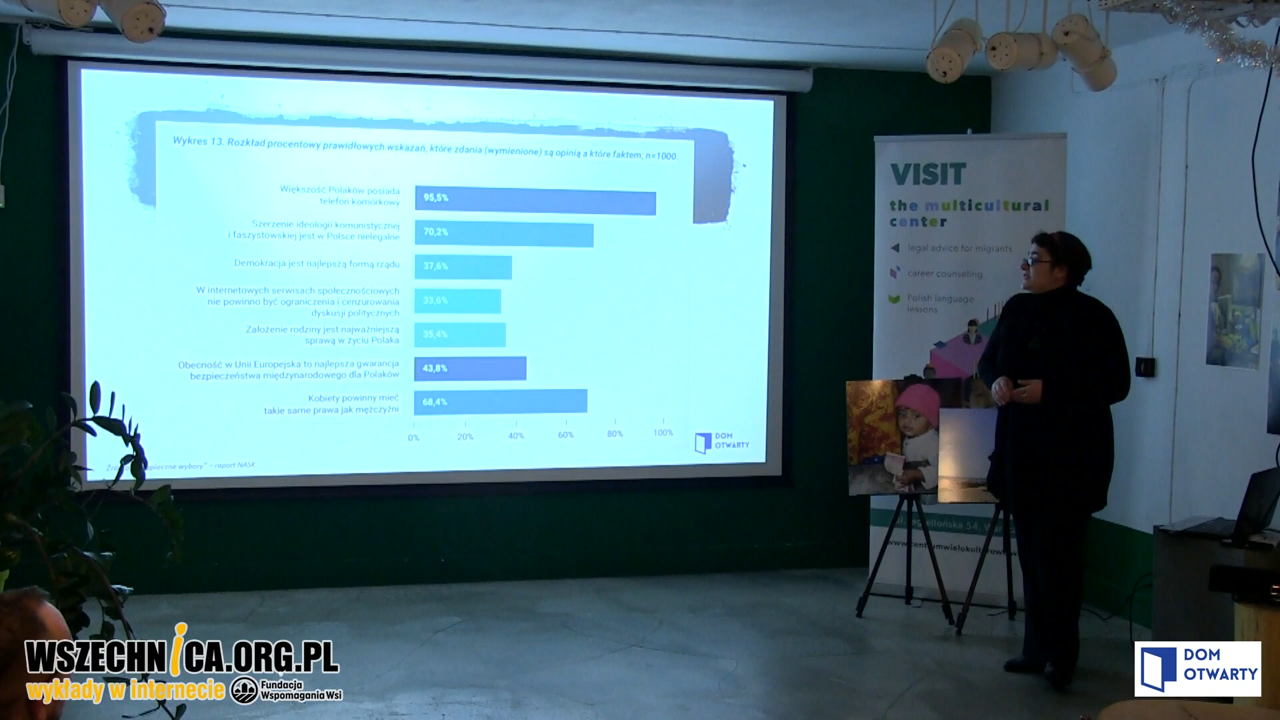 Wykres 13. Rozkład procentowy prawidłowych wskazań, które zdania (wymienione) są opinią a które faktem, n=1000.
Większość Polaków posiada
telefon komórkowy
95,5%
Szerzenie ideologii komunistycznej
i faszystowskiej jest w Polsce nielegalne
70,2%
Demokracja jest najlepszą formą rządu
37,6%
W internetowych serwisach społecznościowych
nie powinno być ograniczenia i cenzurowania
dyskusji politycznych
33,6%
Założenie rodziny jest najważniejszą
sprawą w życiu Polaka
35,4%
Obecność w Unii Europejska to najlepsza gwarancja
bezpieczeństwa międzynarodowego dla Polaków
43,8%
Kobiety powinny mieć
takie same prawa jak mężczyźni
68,4%
0% 20% 40% 60% 80% 100%
DOM
OTWARTY
wybory" – raport NASK
VISIT
the multicultural
center
legal advice for migrants
career counseling
Polish language
lessons
WSZECHNICA.ORG.PL
wykłady w internecie
Fundacja
Wspomagania Wsi
DOM
OTWARTY